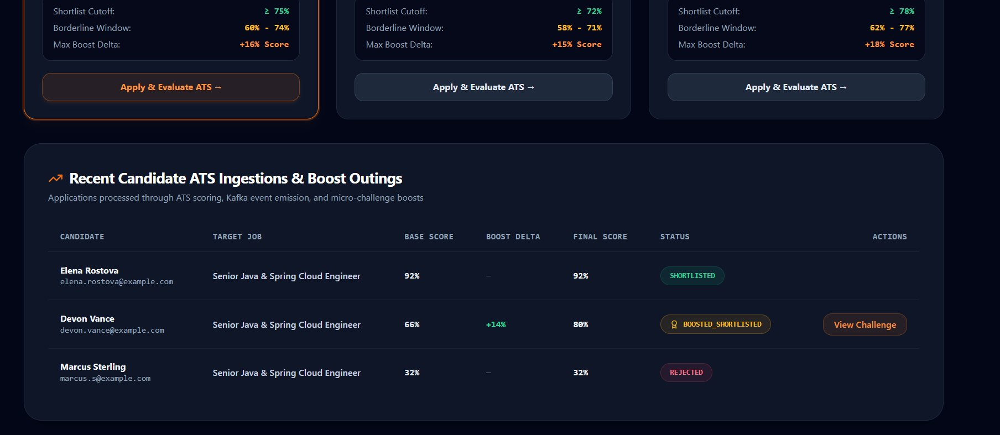 Shortlist Cutoff: ≥ 75%
Borderline Window: 60% - 74%
Max Boost Delta: +16% Score
Apply & Evaluate ATS →
Shortlist Cutoff: ≥ 72%
Borderline Window: 58% - 71%
Max Boost Delta: +15% Score
Apply & Evaluate ATS →
Shortlist Cutoff: ≥ 78%
Borderline Window: 62% - 77%
Max Boost Delta: +18% Score
Apply & Evaluate ATS →
Recent Candidate ATS Ingestions & Boost Outings
Applications processed through ATS scoring, Kafka event emission, and micro-challenge boosts
CANDIDATE TARGET JOB BASE SCORE BOOST DELTA FINAL SCORE STATUS ACTIONS
Elena Rostova
elena.rostova@example.com
Senior Java & Spring Cloud Engineer 92% — 92% SHORTLISTED
Devon Vance
devon.vance@example.com
Senior Java & Spring Cloud Engineer 66% +14% 80% BOOSTED_SHORTLISTED View Challenge
Marcus Sterling
marcus.s@example.com
Senior Java & Spring Cloud Engineer 32% — 32% REJECTED